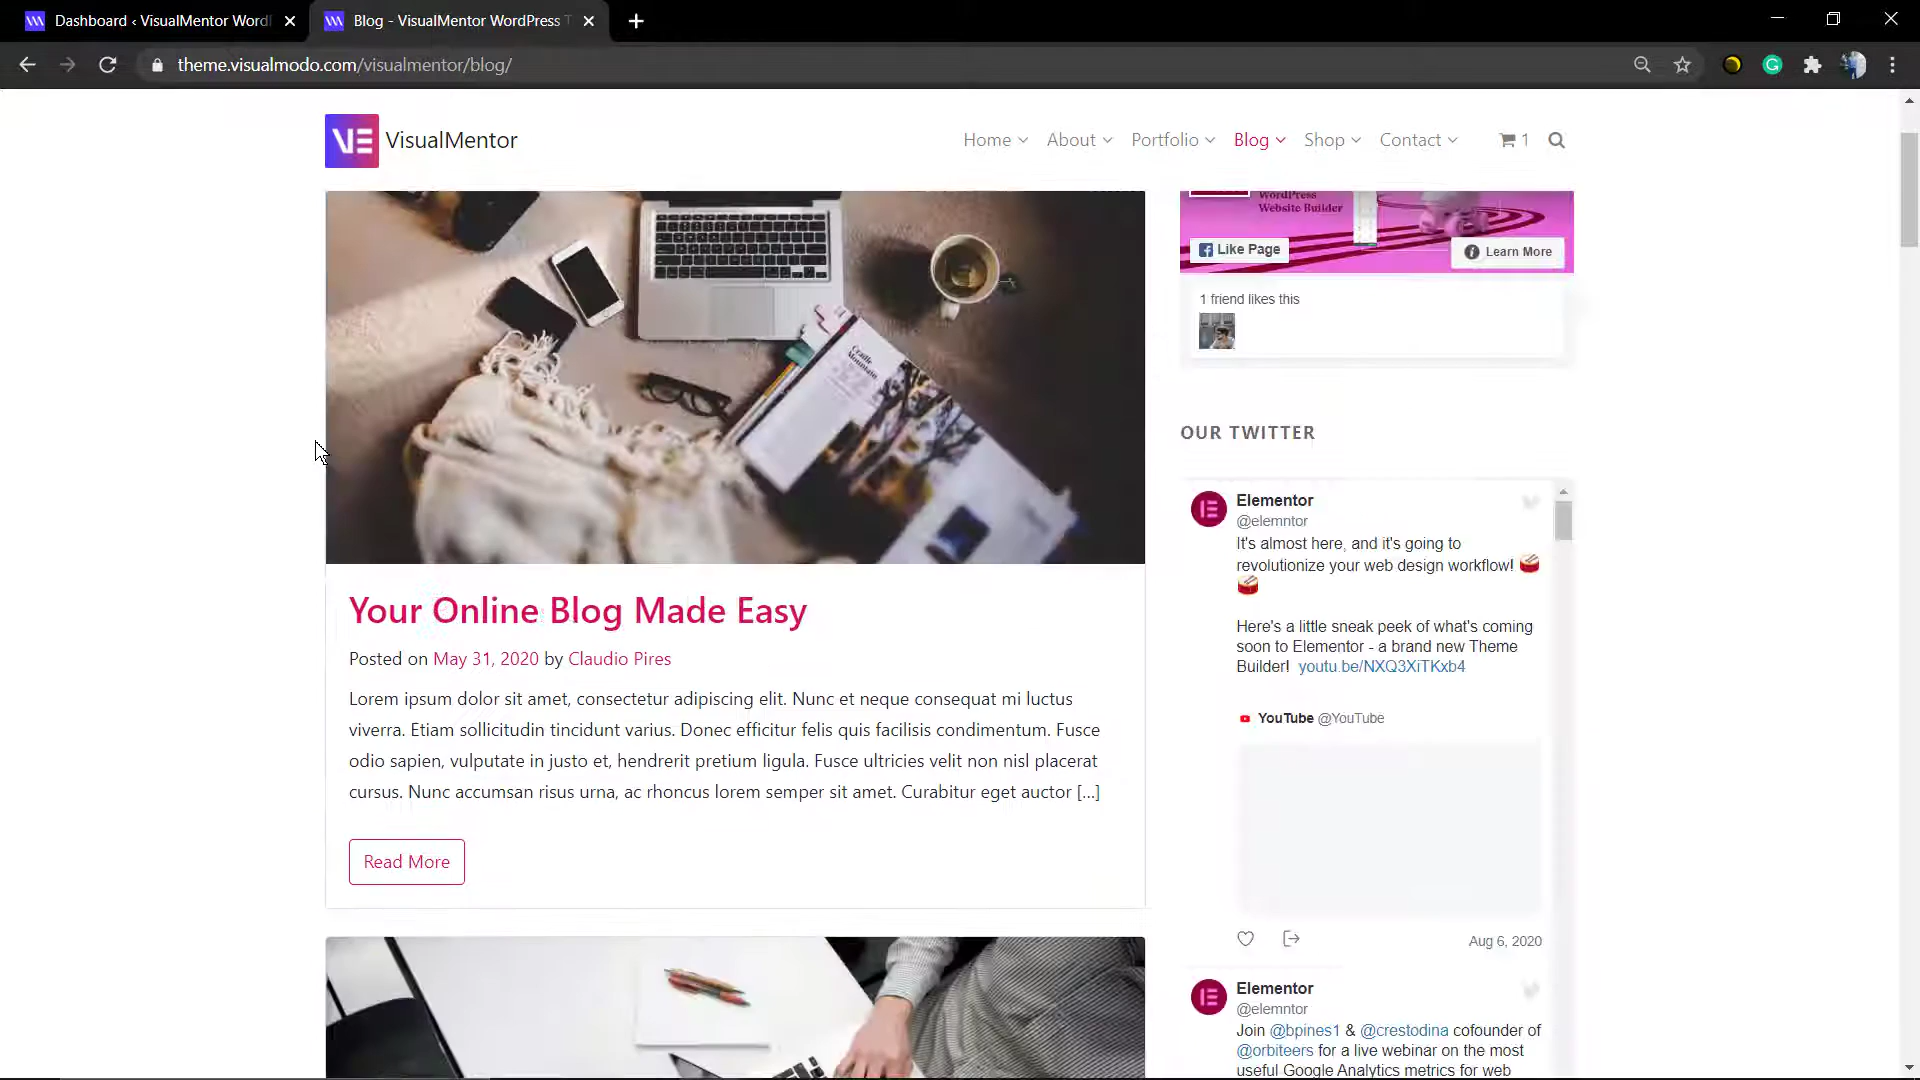 Dashboard ‹ VisualMentor Word
Blog - VisualMentor WordPress T
theme.visualmodo.com/visualmentor/blog/
VE VisualMentor
Home
About
Portfolio
Blog
Shop
Contact
1
WordPress
Website Builder
Like Page
Learn More
1 friend likes this
Cradle
Mountain
Your Online Blog Made Easy
Posted on May 31, 2020 by Claudio Pires
Lorem ipsum dolor sit amet, consectetur adipiscing elit. Nunc et neque consequat mi luctus
viverra. Etiam sollicitudin tincidunt varius. Donec efficitur felis quis facilisis condimentum. Fusce
odio sapien, vulputate in justo et, hendrerit pretium ligula. Fusce ultricies velit non nisl placerat
cursus. Nunc accumsan risus urna, ac rhoncus lorem semper sit amet. Curabitur eget auctor [...]
Read More
OUR TWITTER
Elementor
@elemntor
It's almost here, and it's going to
revolutionize your web design workflow!
Here's a little sneak peek of what's coming
soon to Elementor - a brand new Theme
Builder! youtu.be/NXQ3XiTKxb4
YouTube @YouTube
Aug 6, 2020
Elementor
@elemntor
Join @bpines1 & @crestodina cofounder of
@orbiteers for a live webinar on the most
useful Google Analytics metrics for web